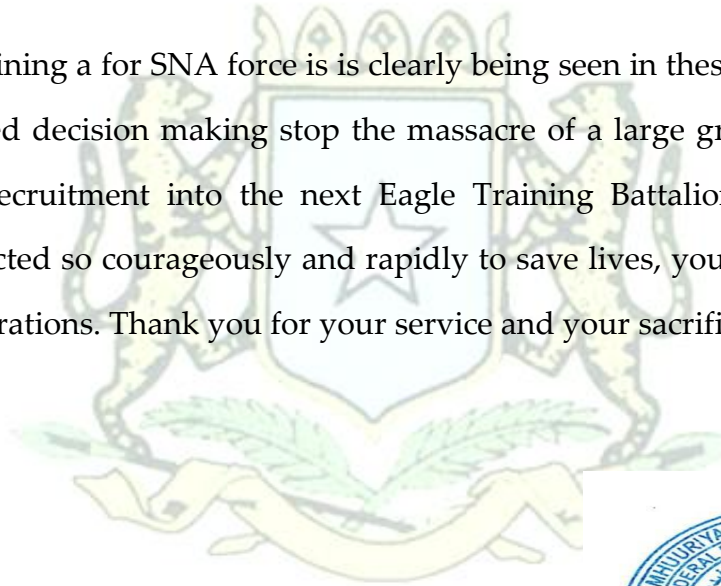 ining a for SNA force is is clearly being seen in thes
ed decision making stop the massacre of a large gr
ecruitment into the next Eagle Training Battalion
cted so courageously and rapidly to save lives, you
rations. Thank you for your service and your sacrifi
MHUURIYA